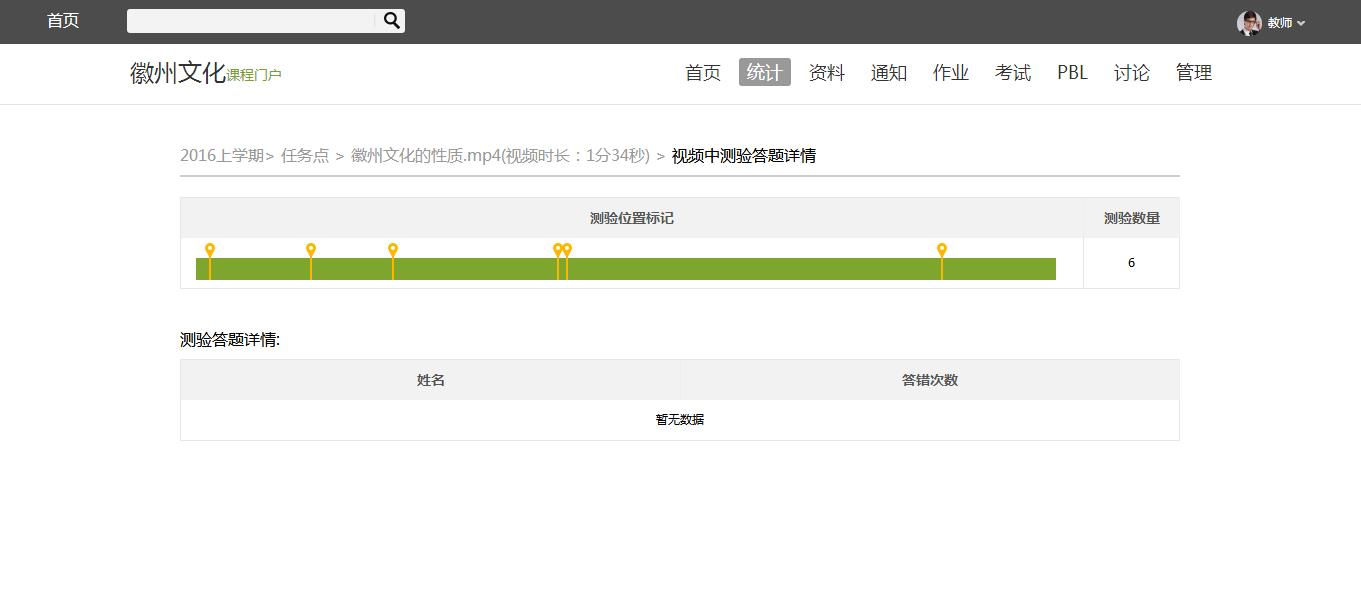 首页
教师
徽州文化课程门户
首页 统计 资料 通知 作业 考试 PBL 讨论 管理
2016上学期> 任务点 > 徽州文化的性质.mp4(视频时长：1分34秒) > 视频中测验答题详情
测验位置标记 测验数量
6
测验答题详情:
姓名 答错次数
暂无数据